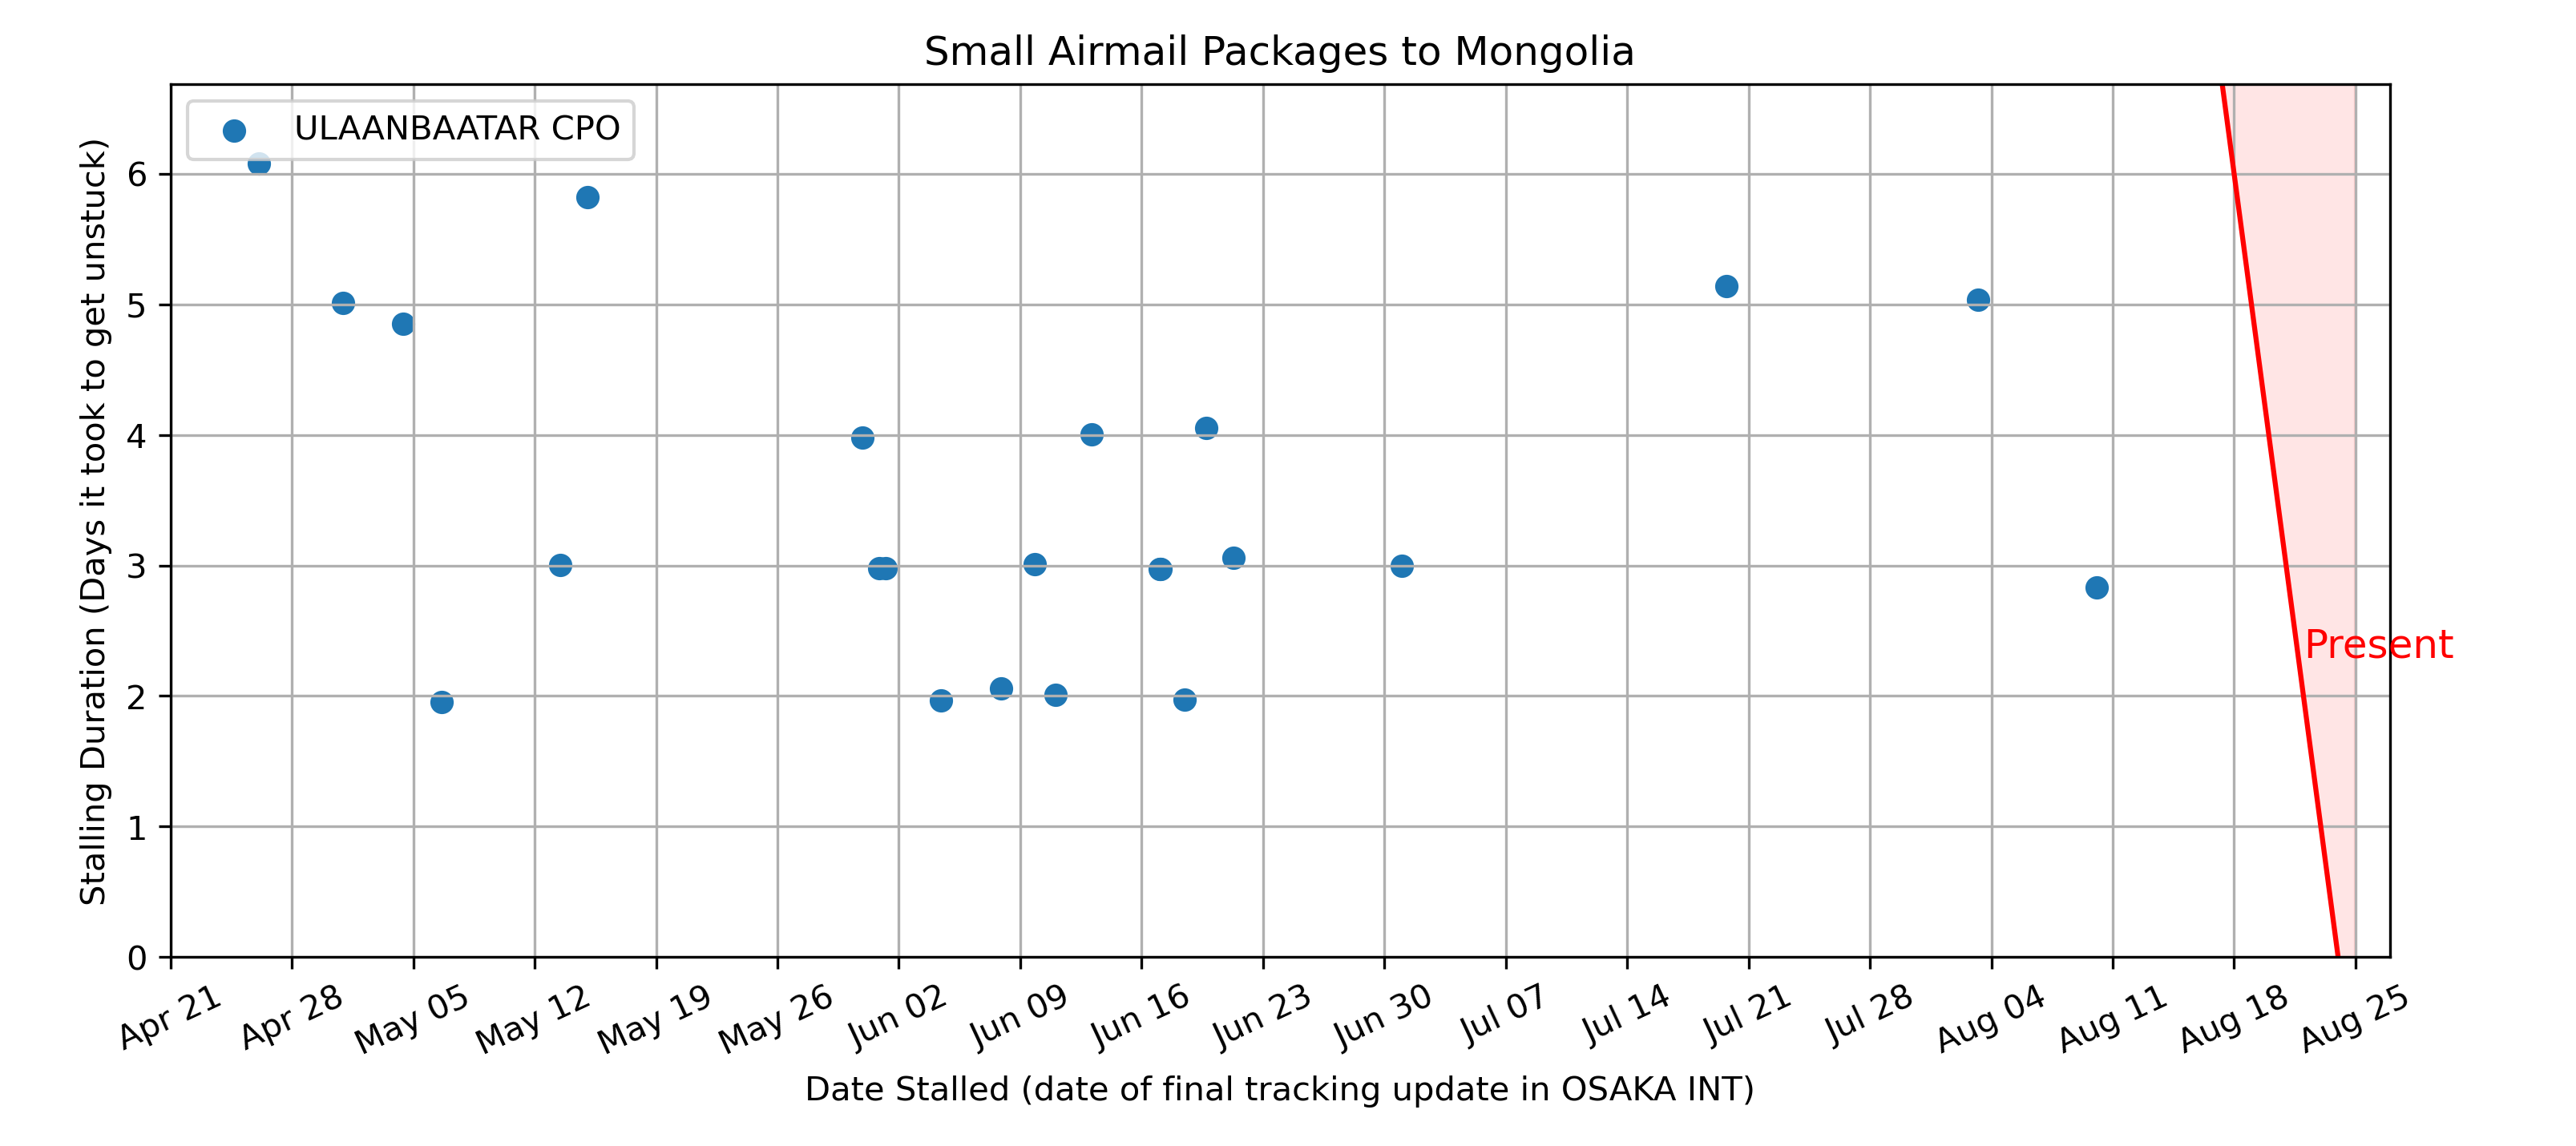 Small Airmail Packages to Mongolia
ULAANBAATAR CPO
Stalling Duration (Days it took to get unstuck)
6
5
4
3
2
1
0
Present
Apr 21
Apr 28
May 05
May 12
May 19
May 26
Jun 02
Jun 09
Jun 16
Jun 23
Jun 30
Jul 07
Jul 14
Jul 21
Jul 28
Aug 04
Aug 11
Aug 18
Aug 25
Date Stalled (date of final tracking update in OSAKA INT)